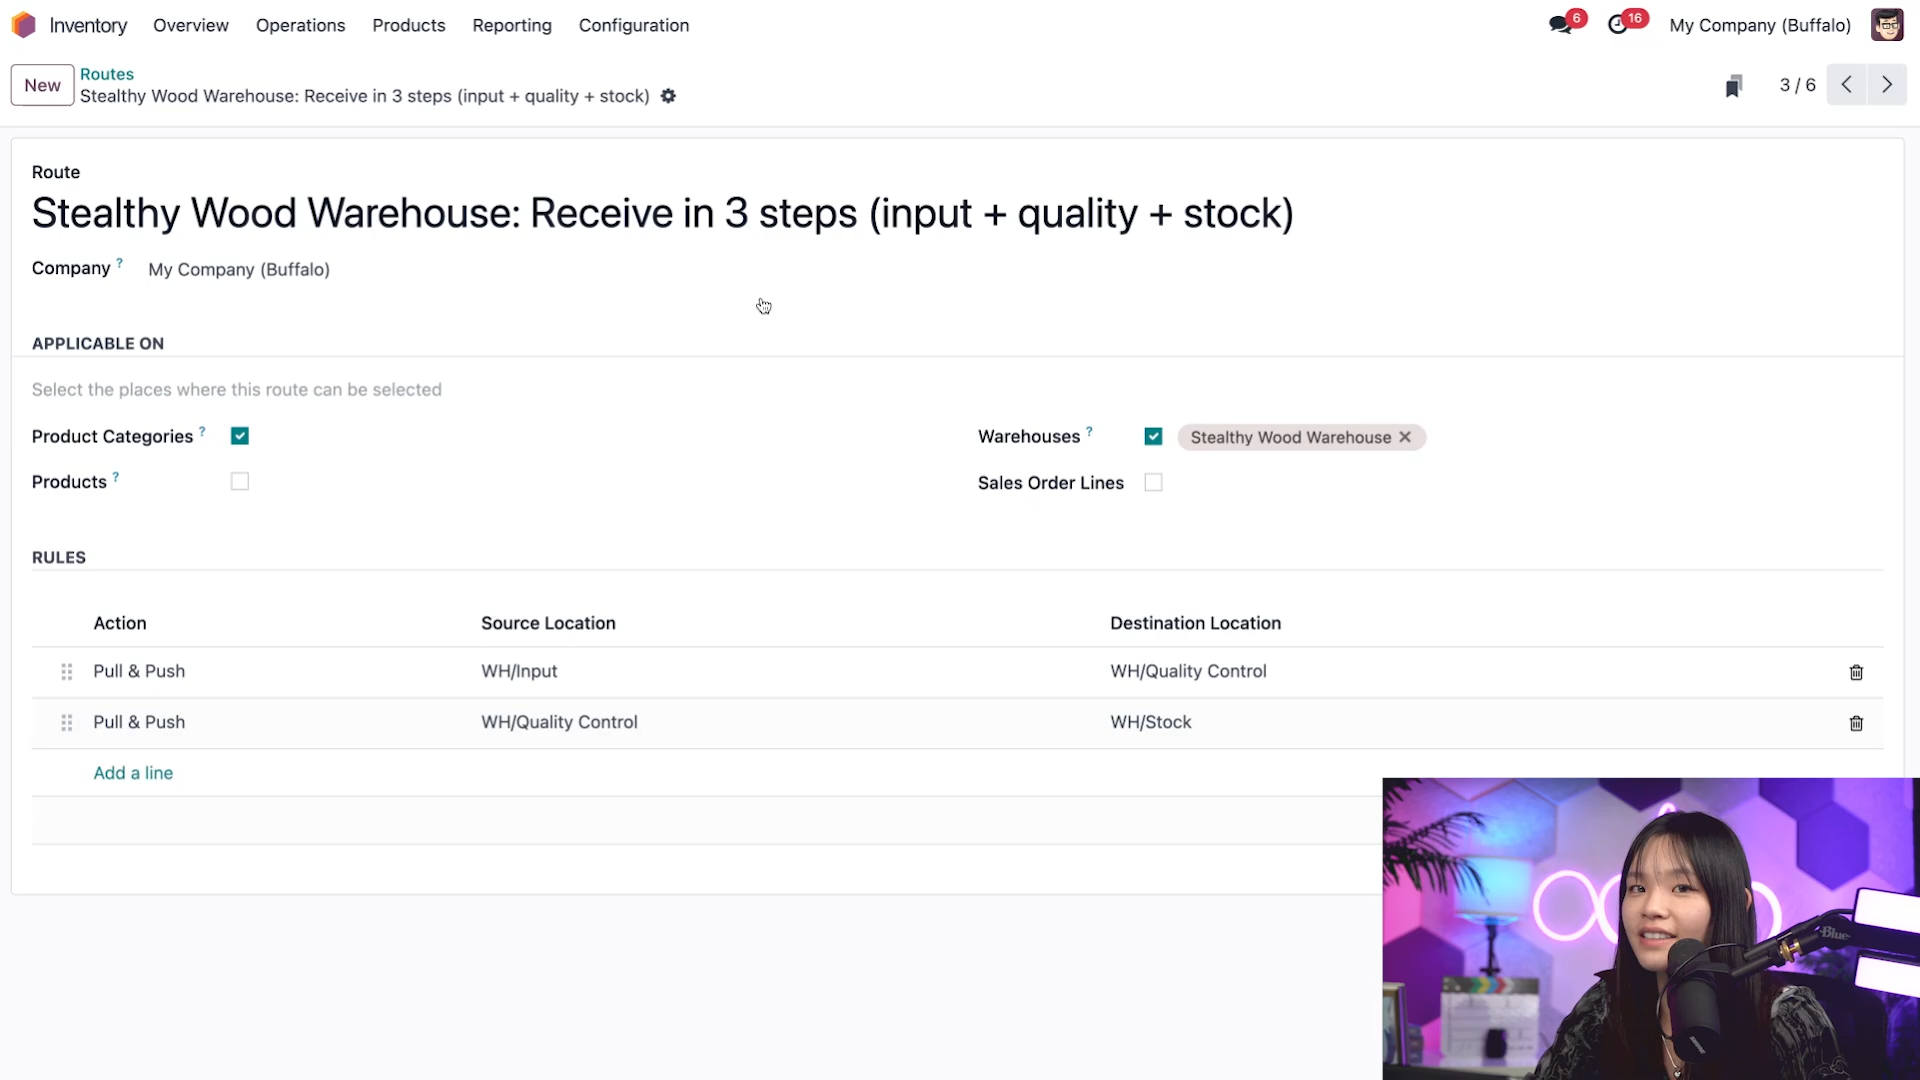 Inventory Overview Operations Products Reporting Configuration 6 16 My Company (Buffalo)
New Routes 3 / 6
Stealthy Wood Warehouse: Receive in 3 steps (input + quality + stock)
Route
Stealthy Wood Warehouse: Receive in 3 steps (input + quality + stock)
Company ? My Company (Buffalo)
APPLICABLE ON
Select the places where this route can be selected
Product Categories ? Warehouses ? Stealthy Wood Warehouse
Products ? Sales Order Lines
RULES
Action Source Location Destination Location
Pull & Push WH/Input WH/Quality Control
Pull & Push WH/Quality Control WH/Stock
Add a line
Blue